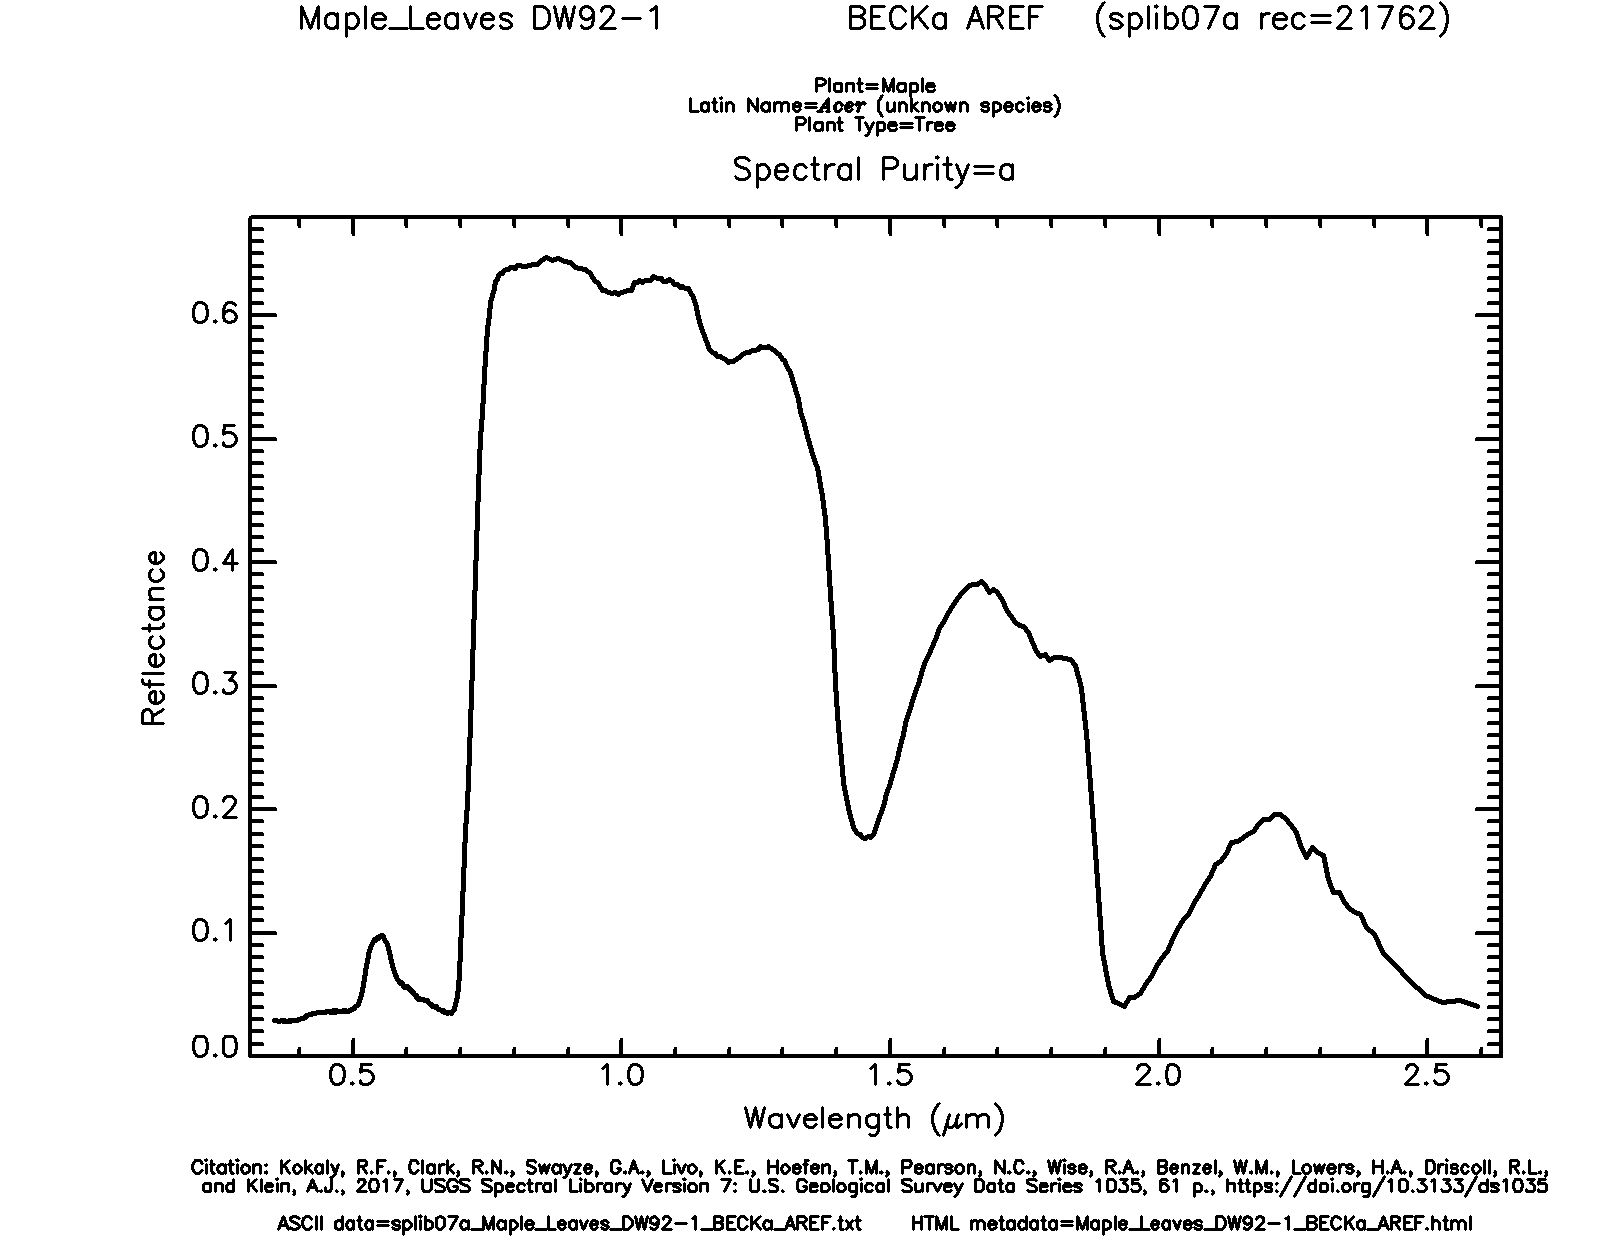 Maple_Leaves DW92-1 BECKa AREF (splib07a rec=21762)
Plant=Maple
Latin Name=Acer (unknown species)
Plant Type=Tree
Spectral Purity=a
0.6
0.5
0.4
0.3
0.2
0.1
0.0
Reflectance
0.5 1.0 1.5 2.0 2.5
Wavelength (μm)
Citation: Kokaly, R.F., Clark, R.N., Swayze, G.A., Livo, K.E., Hoefen, T.M., Pearson, N.C., Wise, R.A., Benzel, W.M., Lowers, H.A., Driscoll, R.L.,
and Klein, A.J., 2017, USGS Spectral Library Version 7: U.S. Geological Survey Data Series 1035, 61 p., https://doi.org/10.3133/ds1035
ASCII data=splib07a_Maple_Leaves_DW92-1_BECKa_AREF.txt HTML metadata=Maple_Leaves_DW92-1_BECKa_AREF.html